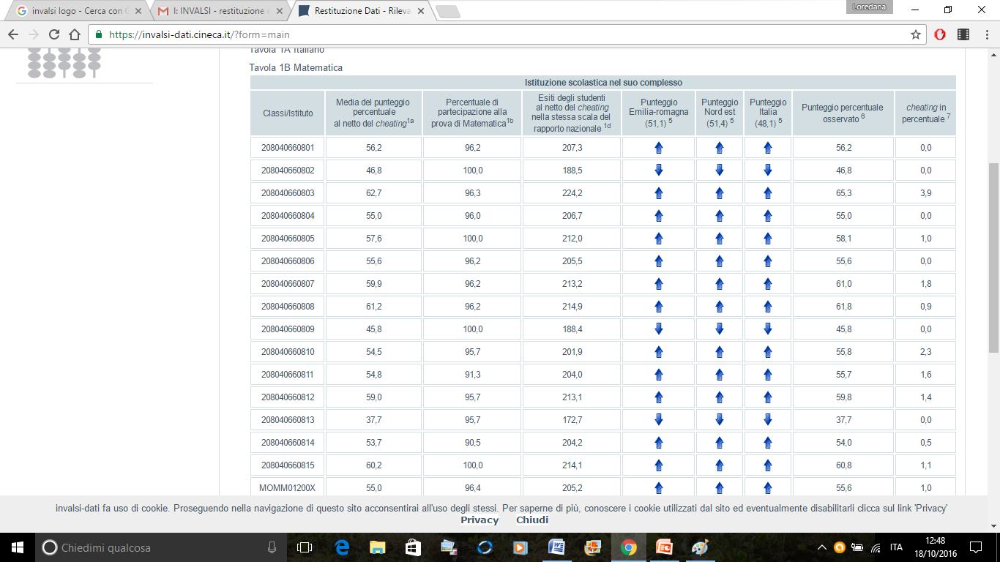 invalsi logo - Cerca con G
I: INVALSI - restituzione d
Restituzione Dati - Rileva
Loredana
https://invalsi-dati.cineca.it/?form=main
Tavola 1A Italiano
Tavola 1B Matematica
Istituzione scolastica nel suo complesso
Classi/Istituto
Media del punteggio percentuale al netto del cheating1a
Percentuale di partecipazione alla prova di Matematica1b
Esiti degli studenti al netto del cheating nella stessa scala del rapporto nazionale 1d
Punteggio Emilia-romagna (51,1) 5
Punteggio Nord est (51,4) 5
Punteggio Italia (48,1) 5
Punteggio percentuale osservato 6
cheating in percentuale 7
208040660801 56,2 96,2 207,3 56,2 0,0
208040660802 46,8 100,0 188,5 46,8 0,0
208040660803 62,7 96,3 224,2 65,3 3,9
208040660804 55,0 96,0 206,7 55,0 0,0
208040660805 57,6 100,0 212,0 58,1 1,0
208040660806 55,6 96,2 205,5 55,6 0,0
208040660807 59,9 96,2 213,2 61,0 1,8
208040660808 61,2 96,2 214,9 61,8 0,9
208040660809 45,8 100,0 188,4 45,8 0,0
208040660810 54,5 95,7 201,9 55,8 2,3
208040660811 54,8 91,3 204,0 55,7 1,6
208040660812 59,0 95,7 213,1 59,8 1,4
208040660813 37,7 95,7 172,7 37,7 0,0
208040660814 53,7 90,5 204,2 54,0 0,5
208040660815 60,2 100,0 214,1 60,8 1,1
MOMM01200X 55,0 96,4 205,2 55,6 1,0
invalsi-dati fa uso di cookie. Proseguendo nella navigazione di questo sito acconsentirai all'uso degli stessi. Per saperne di più, conoscere i cookie utilizzati dal sito ed eventualmente disabilitarli clicca sul link 'Privacy'
Privacy Chiudi
Chiedimi qualcosa
ITA
12:48
18/10/2016